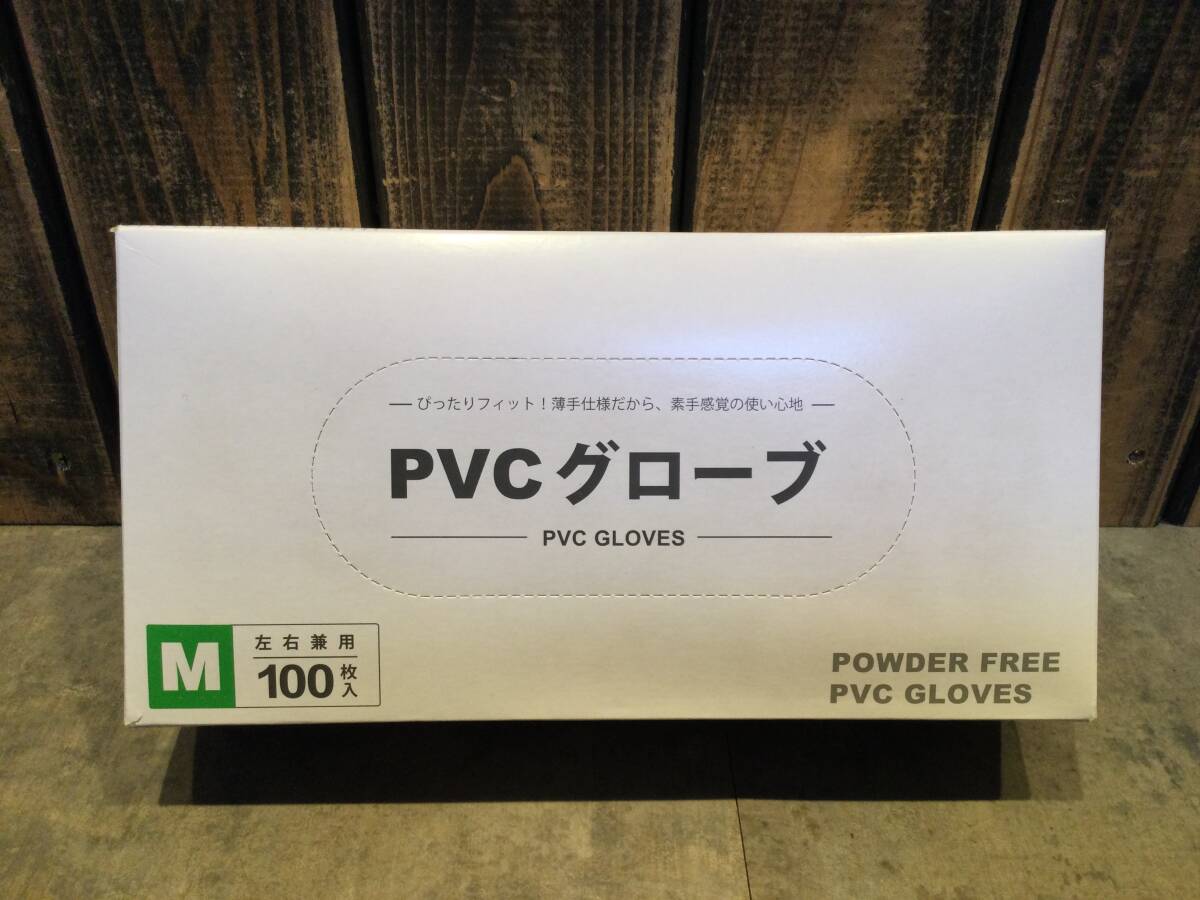 ぴったりフィット！薄手仕様だから、素手感覚の使い心地
PVCグローブ
PVC GLOVES
M
左右兼用
100枚入
POWDER FREE
PVC GLOVES